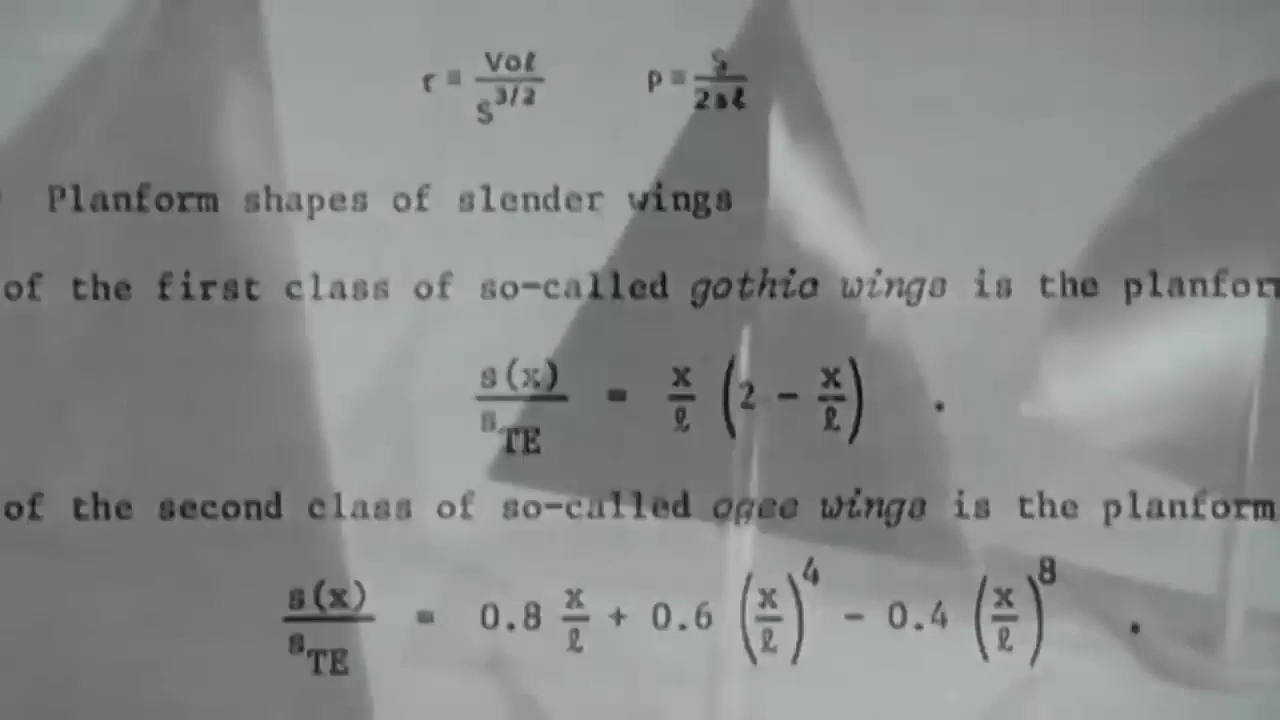 τ = Vol / S^3/2    p = S / 2sℓ
Planform shapes of slender wings
of the first class of so-called gothic wings is the planfor
s(x) / s_TE = x/ℓ (2 - x/ℓ) .
of the second class of so-called ogee wings is the planform
s(x) / s_TE = 0.8 x/ℓ + 0.6 (x/ℓ)^4 - 0.4 (x/ℓ)^8 .